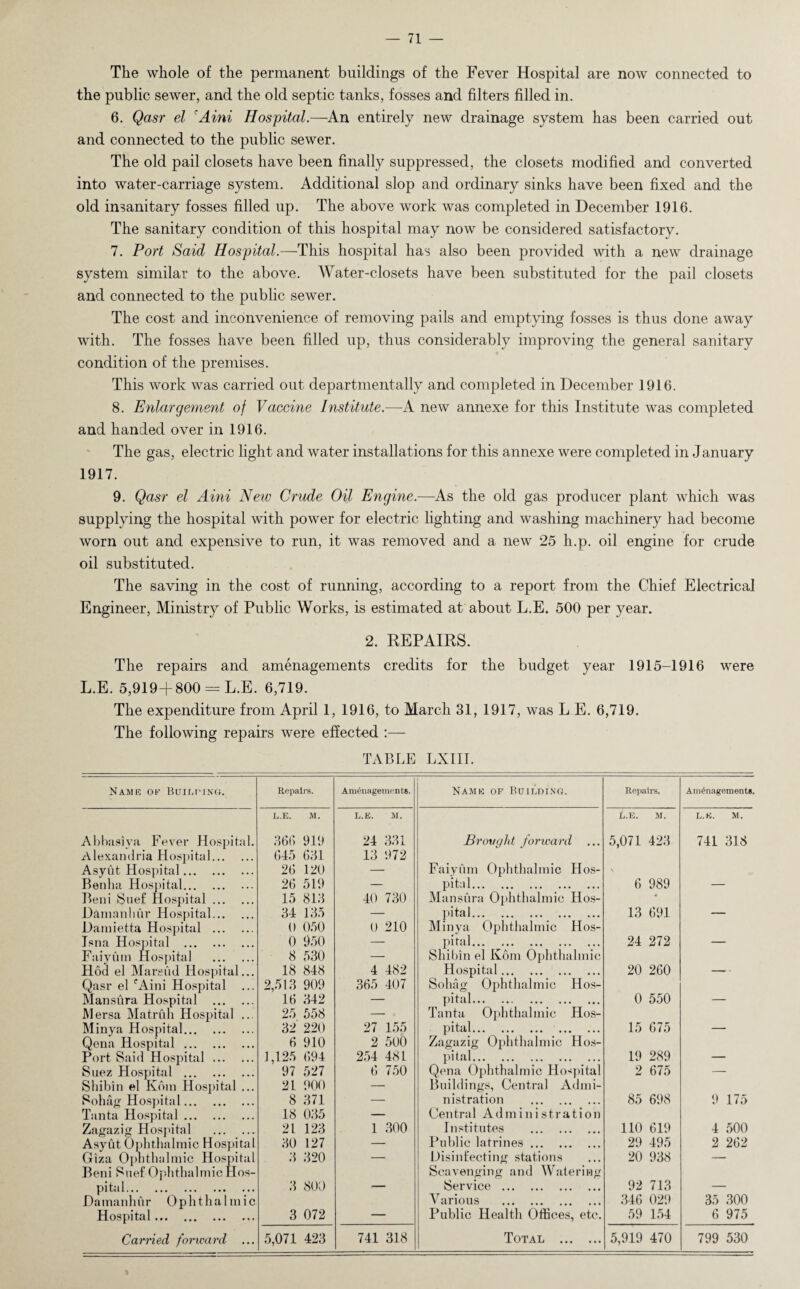 — 71 —
The whole of the permanent buildings of the Fever Hospital are now connected to
the public sewer, and the old septic tanks, fosses and filters filled in.
6. Qasr el ʿAini Hospital.—An entirely new drainage system has been carried out
and connected to the public sewer.
The old pail closets have been finally suppressed, the closets modified and converted
into water-carriage system. Additional slop and ordinary sinks have been fixed and the
old insanitary fosses filled up. The above work was completed in December 1916.
The sanitary condition of this hospital may now be considered satisfactory.
7. Port Said Hospital.—This hospital has also been provided with a new drainage
system similar to the above. Water-closets have been substituted for the pail closets
and connected to the public sewer.
The cost and inconvenience of removing pails and emptying fosses is thus done away
with. The fosses have been filled up, thus considerably improving the general sanitary
condition of the premises.
This work was carried out departmentally and completed in December 1916.
8. Enlargement of Vaccine Institute.—A new annexe for this Institute was completed
and handed over in 1916.
The gas, electric light and water installations for this annexe were completed in January
1917.
9. Qasr el Aini New Crude Oil Engine.—As the old gas producer plant which was
supplying the hospital with power for electric lighting and washing machinery had become
worn out and expensive to run, it was removed and a new 25 h.p. oil engine for crude
oil substituted.
The saving in the cost of running, according to a report from the Chief Electrical
Engineer, Ministry of Public Works, is estimated at about L.E. 500 per year.
2. REPAIRS.
The repairs and aménagements credits for the budget year 1915–1916 were
L.E. 5,919+800 = L.E. 6,719.
The expenditure from April 1, 1916, to March 31, 1917, was L E. 6,719.
The following repairs were effected :—
TABLE LXIII.
Name of Building. Repairs. Aménagements. Name of Building. Repairs. Aménagements.
L.E. M. L.E. M. L.E. M. L.E. M.
Abbasiya Fever Hospital. 366 919 24 331 Brought forward ... 5,071 423 741 318
Alexandria Hospital... ... 645 631 13 972
Asyût Hospital ... ... ... 26 120 — Faiyûm Ophthalmic Hos-
Benha Hospital... ... ... 26 519 — pital... ... ... ... ... 6 989 —
Beni Suef Hospital ... ... 15 813 40 730 Mansûra Ophthalmic Hos-
Damanhûr Hospital... ... 34 135 — pital... ... ... ... ... 13 691 —
Damietta Hospital ... ... 0 050 0 210 Minya Ophthalmic Hos-
Isna Hospital ... ... ... 0 950 — pital... ... ... ... ... 24 272 —
Faiyûm Hospital ... ... 8 530 — Shibîn el Kôm Ophthalmic
Hôd el Marsûd Hospital... 18 848 4 482 Hospital ... ... ... ... 20 260 —
Qasr el ʿAini Hospital ... 2,513 909 365 407 Sohâg Ophthalmic Hos-
Mansûra Hospital ... ... 16 342 — pital... ... ... ... ... 0 550 —
Mersa Matrûh Hospital ... 25 558 — Tanta Ophthalmic Hos-
Minya Hospital... ... ... 32 220 27 155 pital... ... ... ... ... 15 675 —
Qena Hospital ... ... ... 6 910 2 500 Zagazig Ophthalmic Hos-
Port Said Hospital ... ... 1,125 694 254 481 pital... ... ... ... ... 19 289 —
Suez Hospital ... ... ... 97 527 6 750 Qena Ophthalmic Hospital 2 675 —
Shibîn el Kôm Hospital ... 21 900 — Buildings, Central Admi-
Sohâg Hospital ... ... ... 8 371 — nistration ... ... ... 85 698 9 175
Tanta Hospital ... ... ... 18 035 — Central Administration
Zagazig Hospital ... ... 21 123 1 300 Institutes ... ... ... 110 619 4 500
Asyût Ophthalmic Hospital 30 127 — Public latrines ... ... ... 29 495 2 262
Giza Ophthalmic Hospital 3 320 — Disinfecting stations ... 20 938 —
Beni Suef Ophthalmic Hos- Scavenging and Watering
pital... ... ... ... ... 3 800 — Service ... ... ... ... 92 713 —
Damanhûr Ophthalmic Various ... ... ... ... 346 029 35 300
Hospital ... ... ... ... 3 072 — Public Health Offices, etc. 59 154 6 975
Carried forward ... 5,071 423 741 318 Total ... ... 5,919 470 799 530